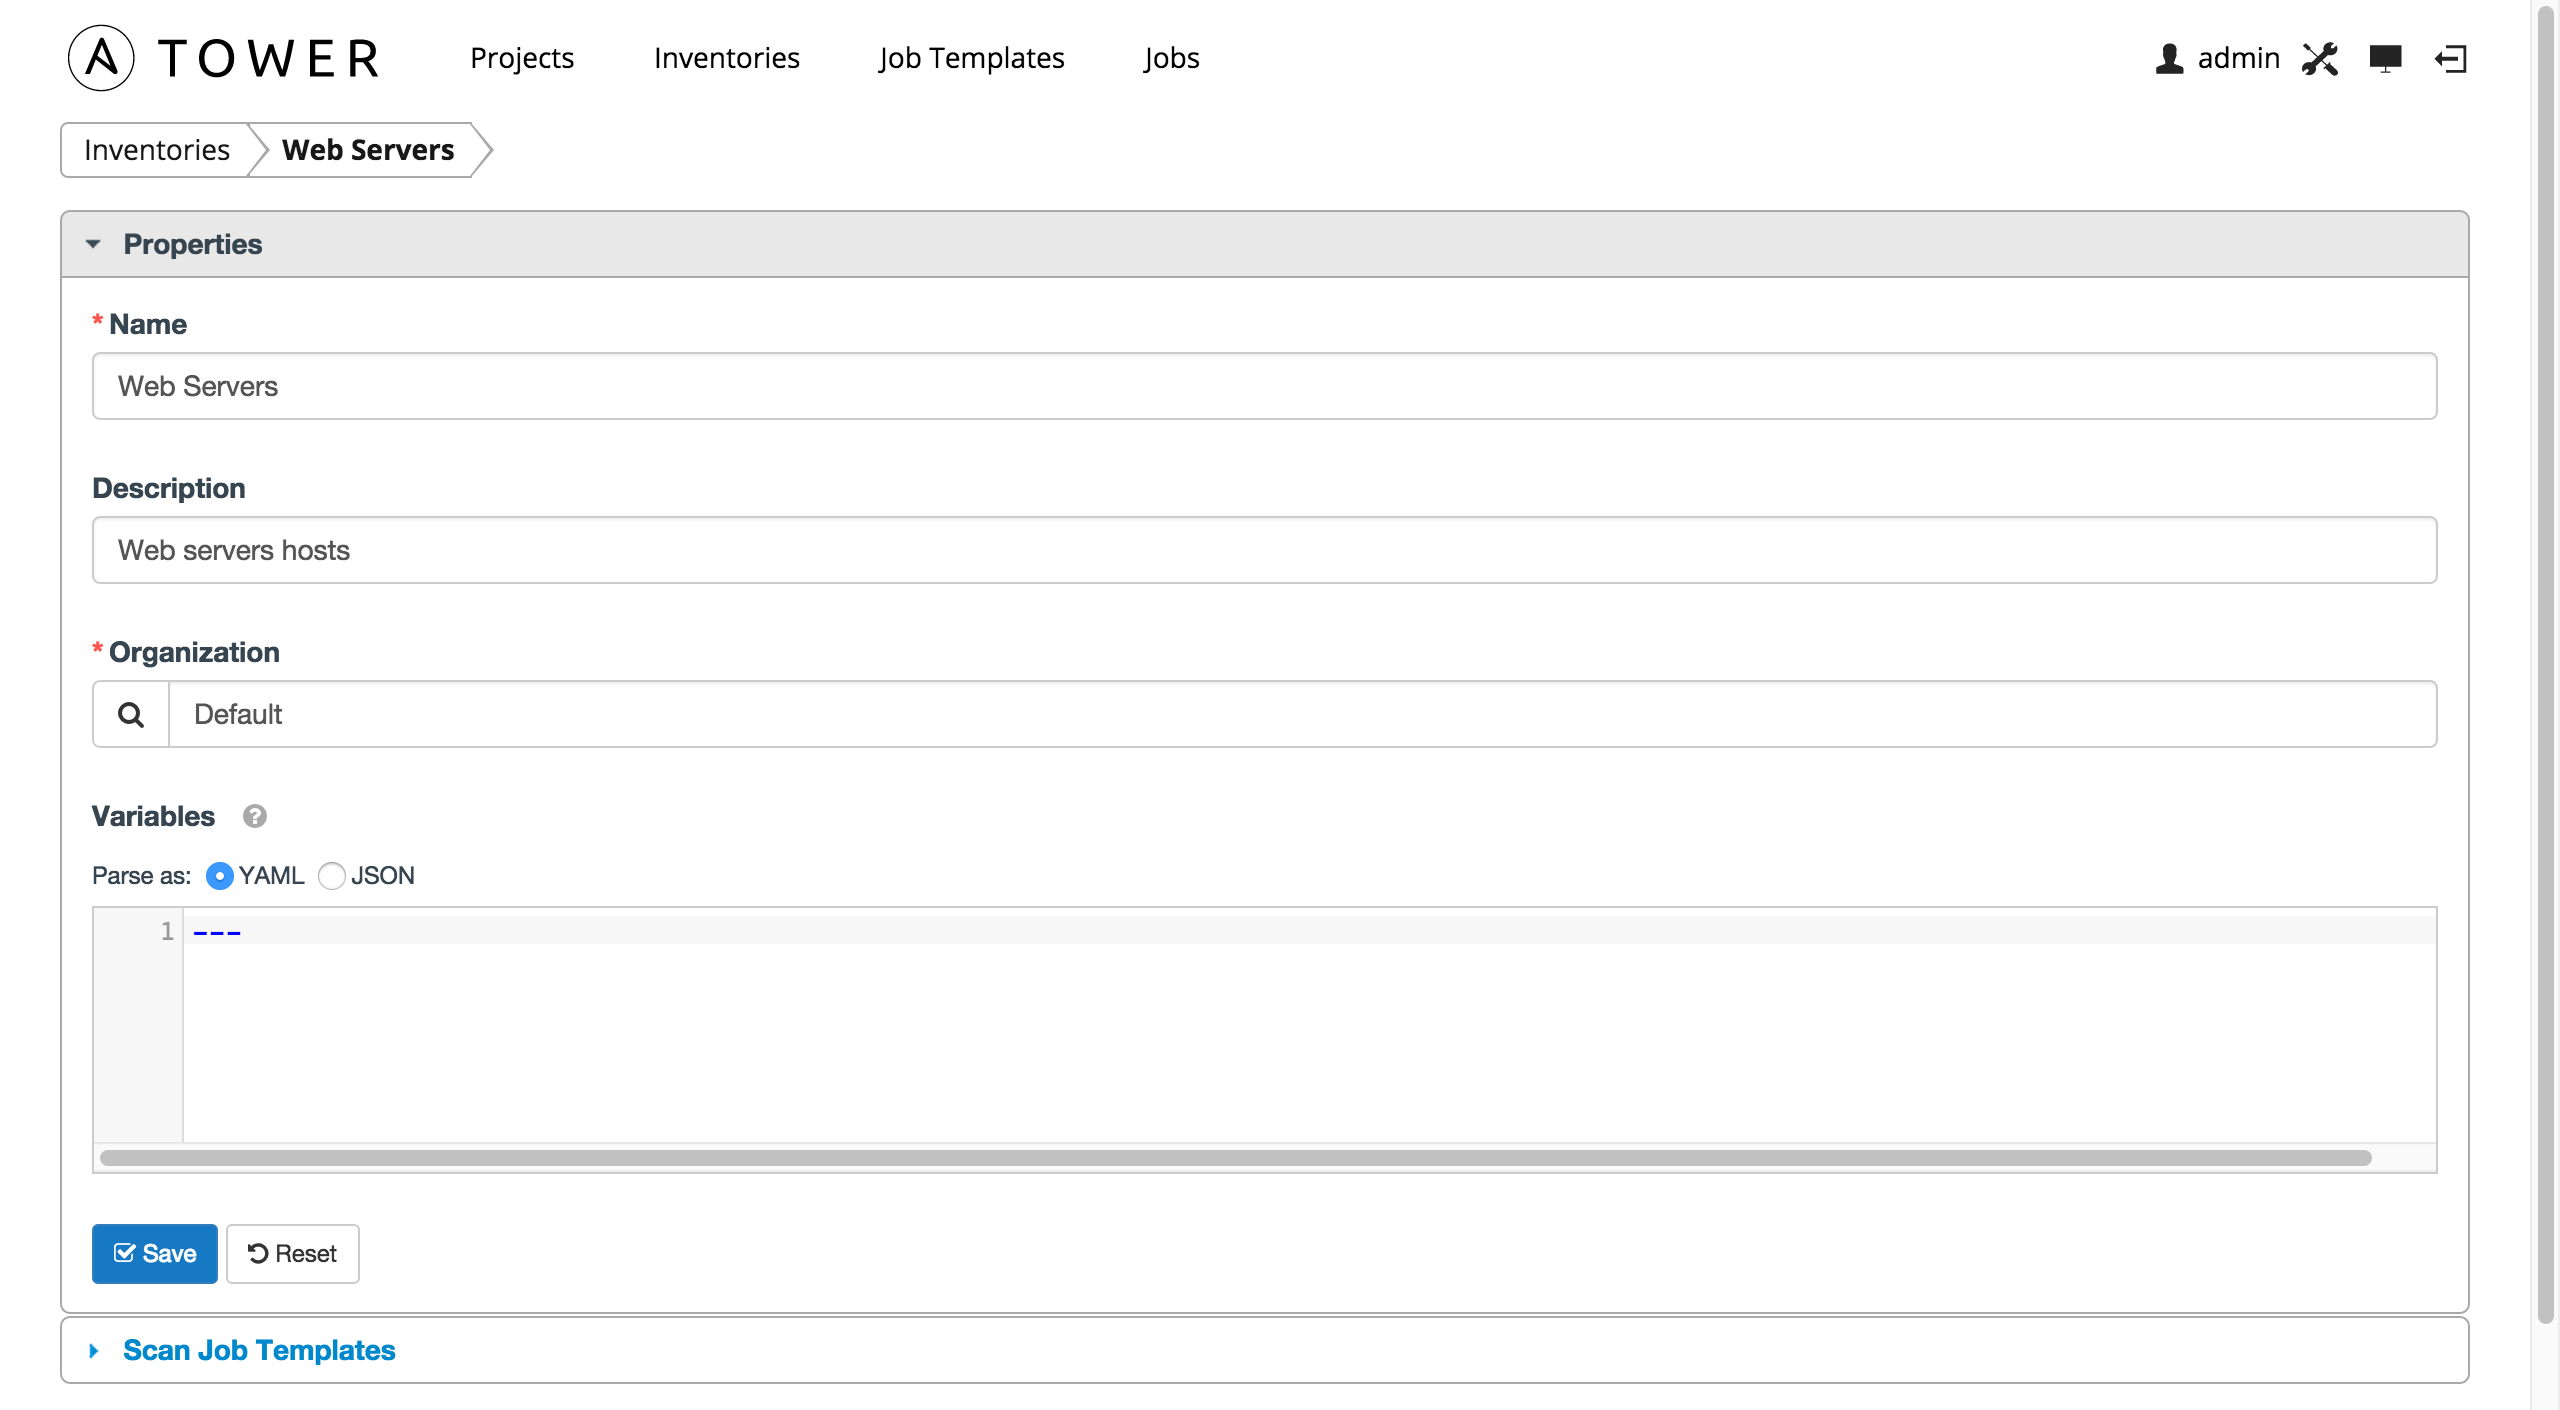 TOWER Projects Inventories Job Templates Jobs admin
Inventories Web Servers
Properties
* Name
Web Servers
Description
Web servers hosts
* Organization
Default
Variables ?
Parse as: YAML JSON
1 ---
Save Reset
Scan Job Templates